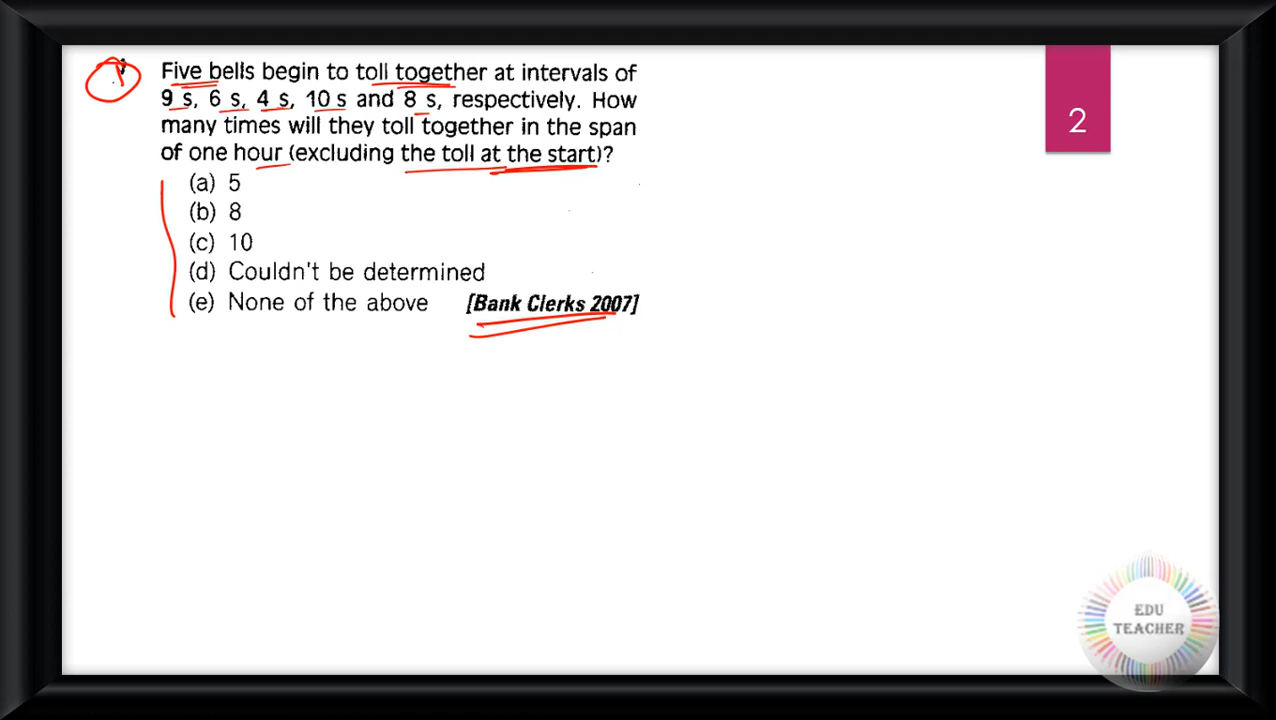 Five bells begin to toll together at intervals of
9 s, 6 s, 4 s, 10 s and 8 s, respectively. How
many times will they toll together in the span
of one hour (excluding the toll at the start)?
(a) 5
(b) 8
(c) 10
(d) Couldn't be determined
(e) None of the above [Bank Clerks 2007]
2
EDU
TEACHER